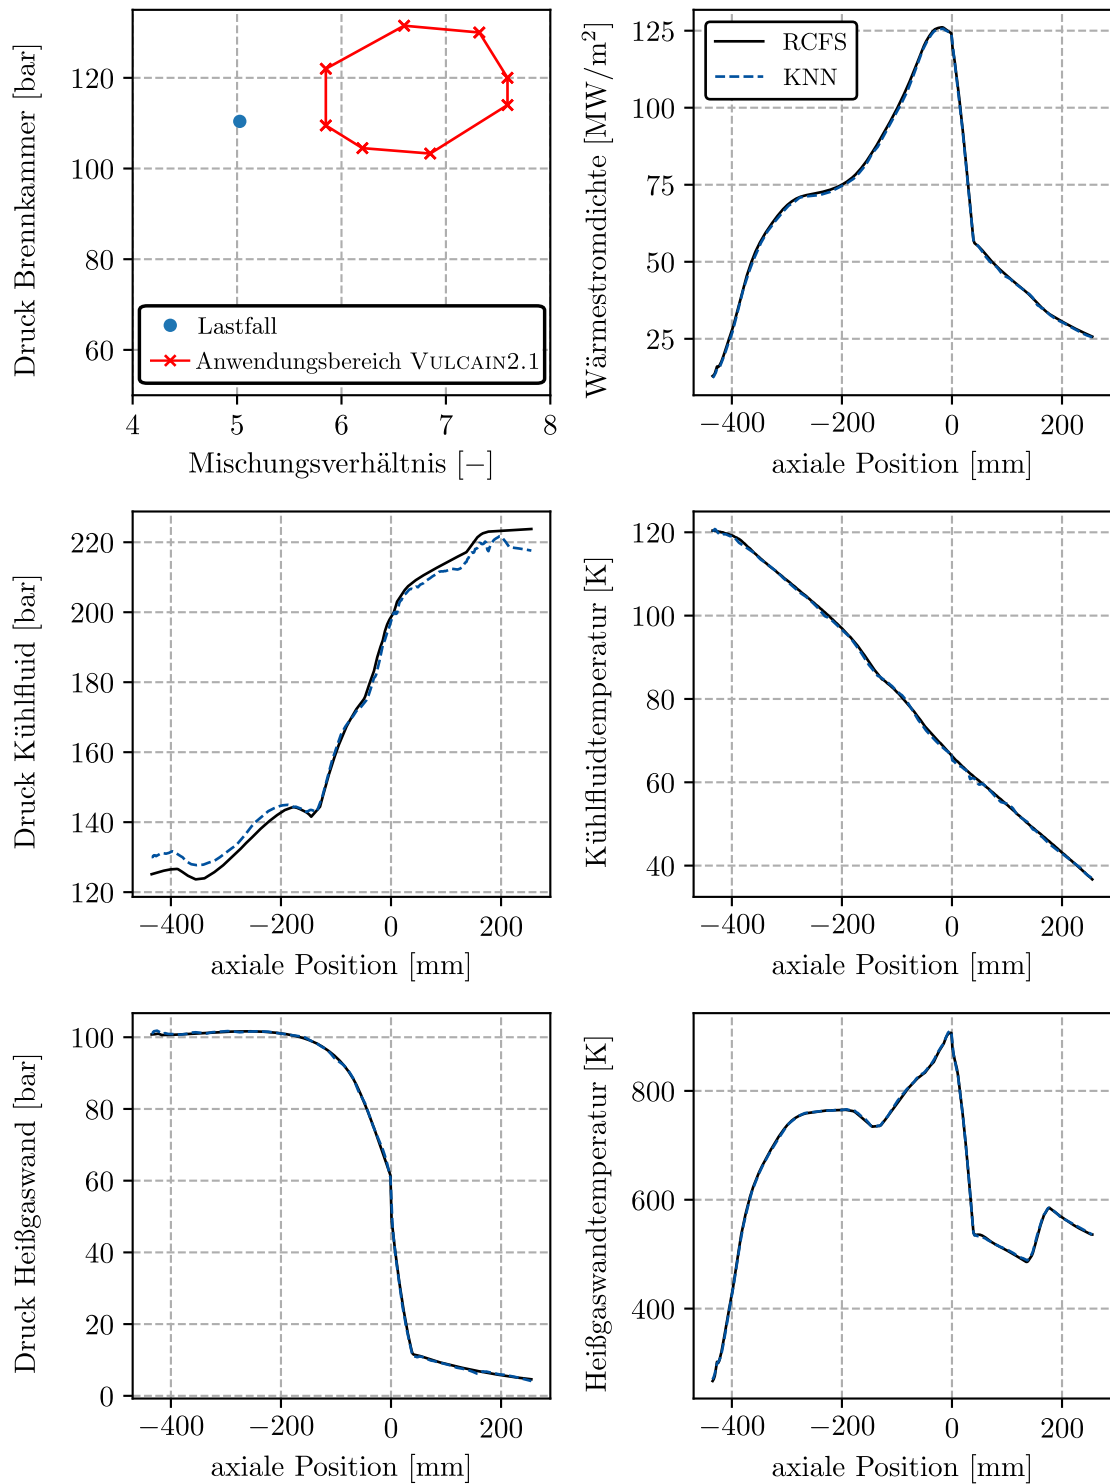 Druck Brennkammer [bar]
120
100
80
60
Lastfall
Anwendungsbereich VULCAIN2.1
4 5 6 7 8
Mischungsverhältnis [−]
Wärmestromdichte [MW/m²]
125
100
75
50
25
RCFS
KNN
−400 −200 0 200
axiale Position [mm]
Druck Kühlfluid [bar]
220
200
180
160
140
120
−400 −200 0 200
axiale Position [mm]
Kühlfluidtemperatur [K]
120
100
80
60
40
−400 −200 0 200
axiale Position [mm]
Druck Heißgaswand [bar]
100
80
60
40
20
0
−400 −200 0 200
axiale Position [mm]
Heißgaswandtemperatur [K]
800
600
400
−400 −200 0 200
axiale Position [mm]